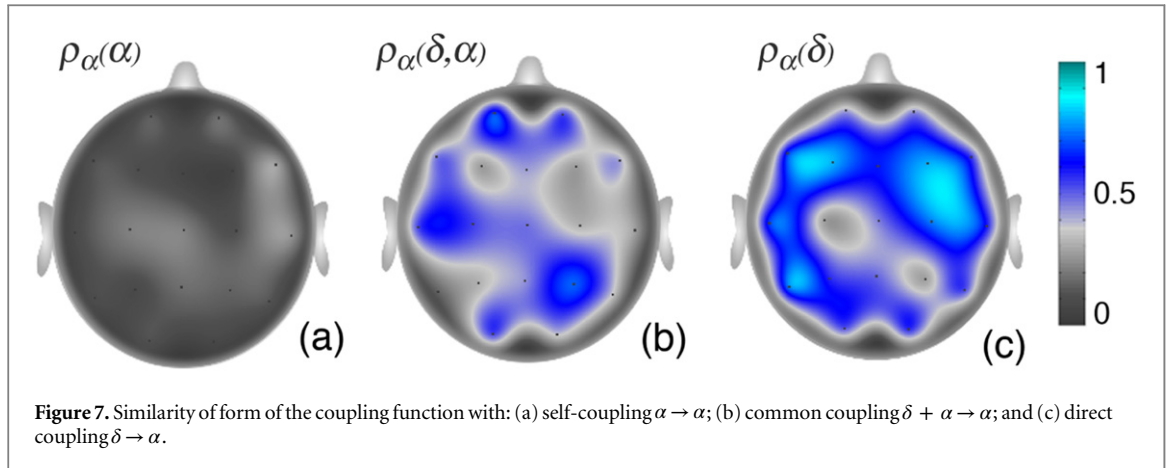 ρα(α) ρα(δ,α) ρα(δ)
1
0.5
0
(a) (b) (c)
Figure 7. Similarity of form of the coupling function with: (a) self-coupling α → α; (b) common coupling δ + α → α; and (c) direct
coupling δ → α.